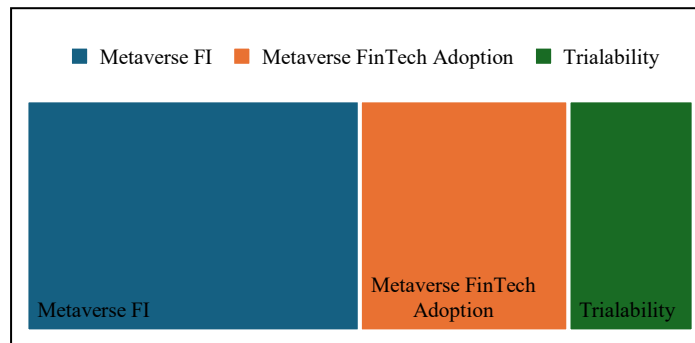 Metaverse FI Metaverse FinTech Adoption Trialability
Metaverse FI
Metaverse FinTech
Adoption
Trialability